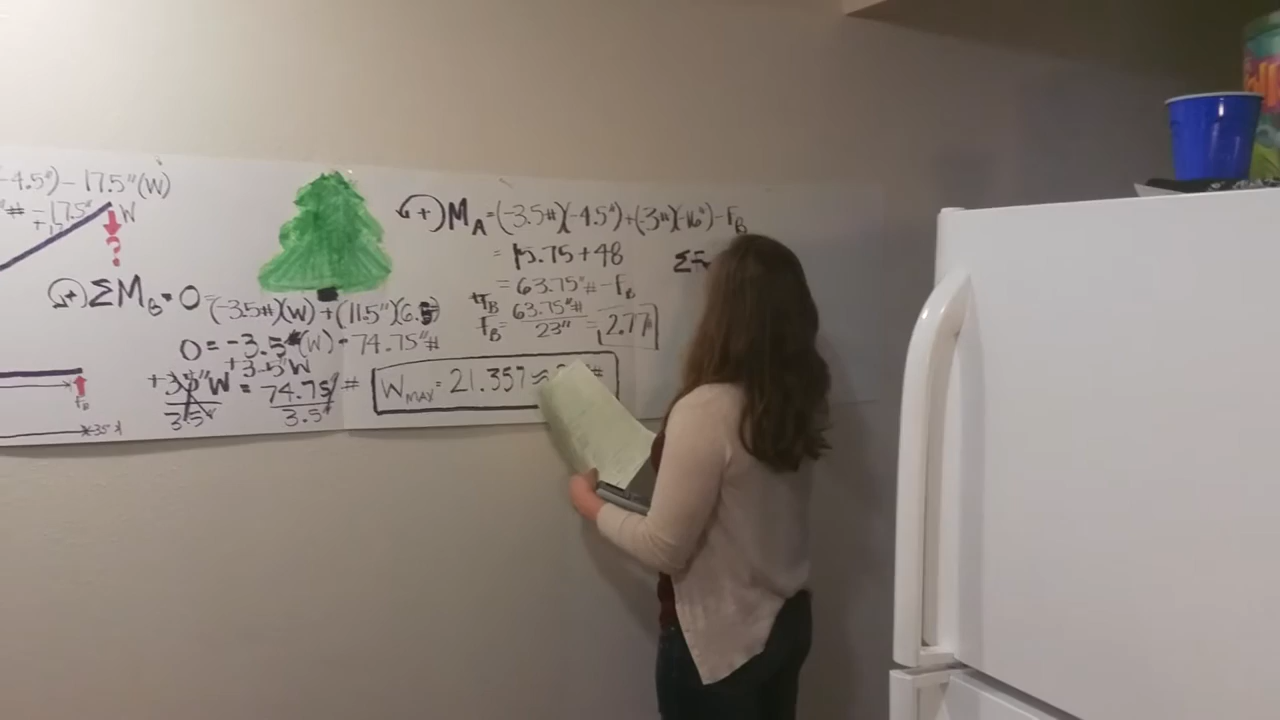 -4.5") - 17.5"(W)
"# - 17.5"
W
?
↺+) ΣM_B = 0 = (-3.5#)(W) + (11.5")(6.5
0 = -3.5"(W) + 74.75"#
+3.5"W
+3.5"W = 74.75"#
3.5" 3.5"
W_MAX = 21.357 ≈
F_B
35"
↺+) M_A = (-3.5#)(-4.5") + (-3#)(-16") - F_B
= 15.75 + 48
= 63.75"# - F_B
+F_B
F_B = 63.75"# / 23" = 2.77
ΣF